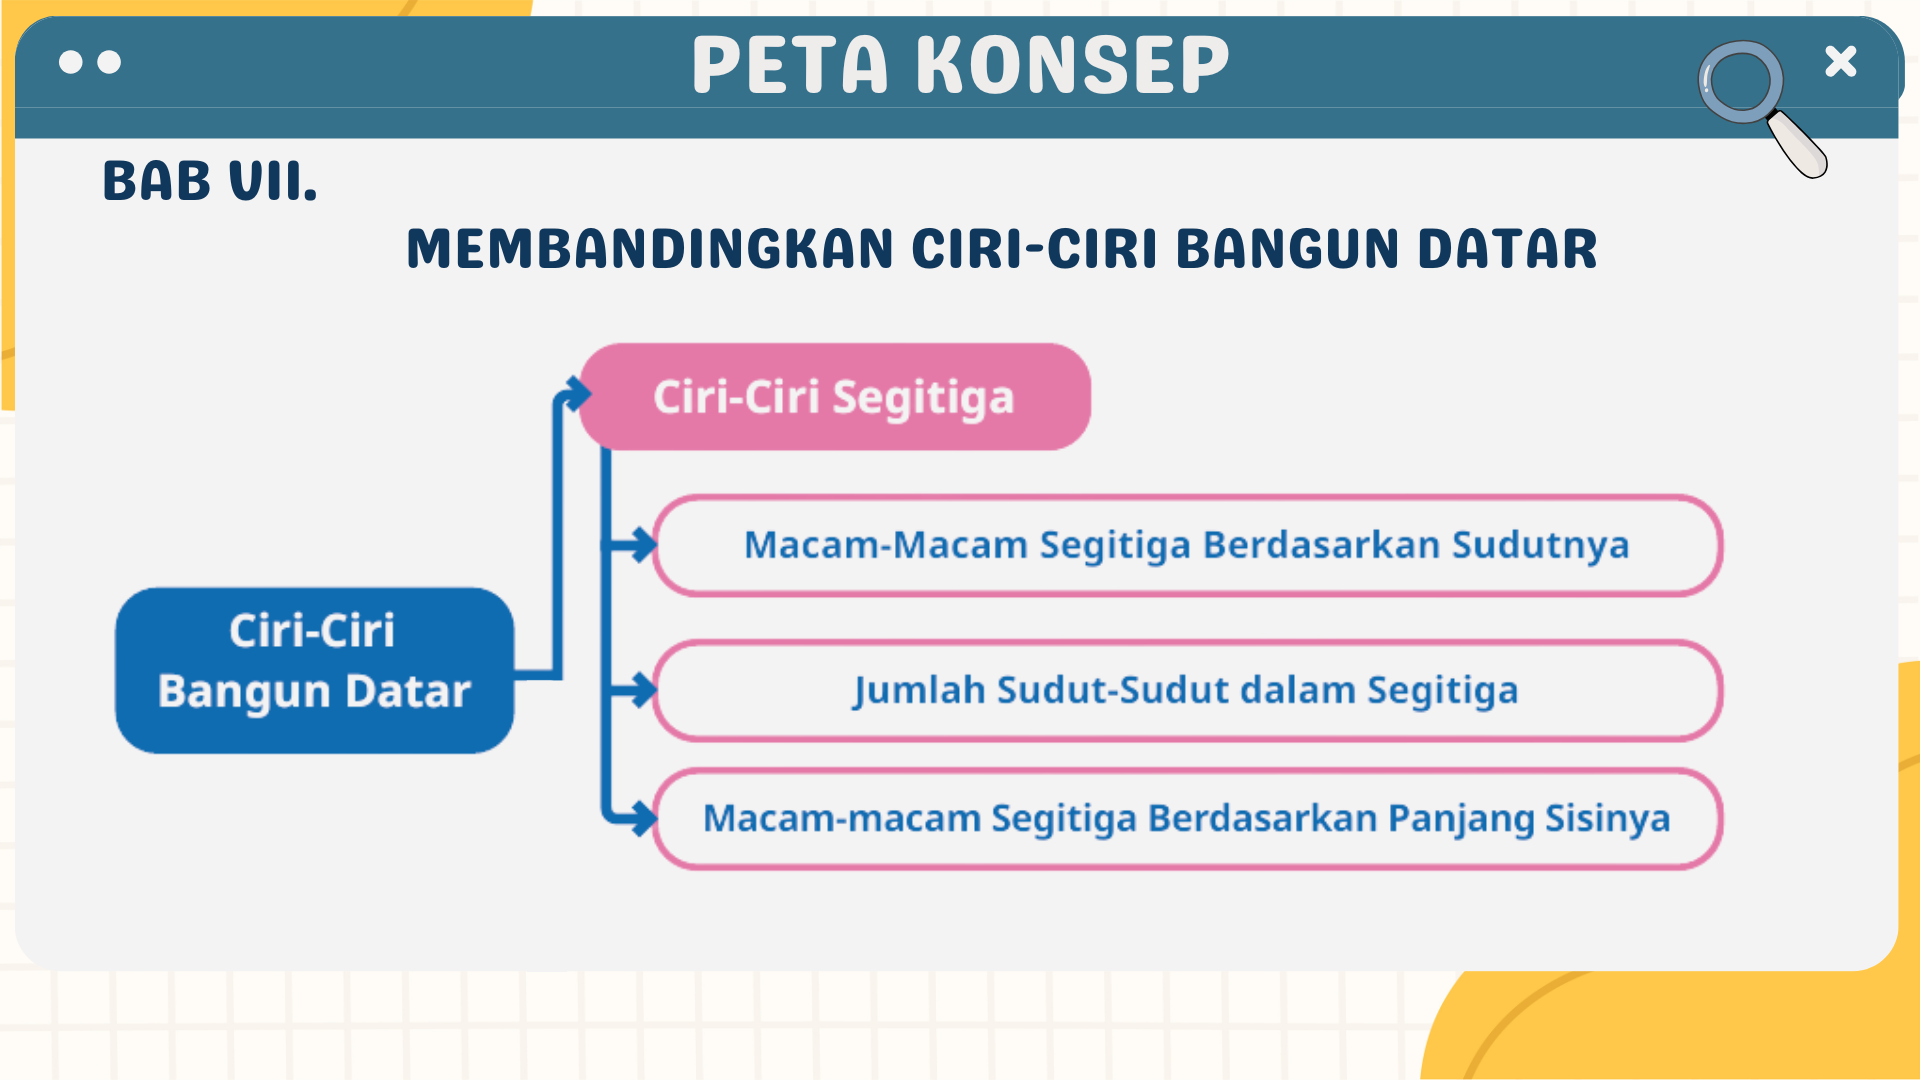 PETA KONSEP
BAB VII.
MEMBANDINGKAN CIRI-CIRI BANGUN DATAR
Ciri-Ciri Segitiga
Macam-Macam Segitiga Berdasarkan Sudutnya
Ciri-Ciri
Bangun Datar
Jumlah Sudut-Sudut dalam Segitiga
Macam-macam Segitiga Berdasarkan Panjang Sisinya